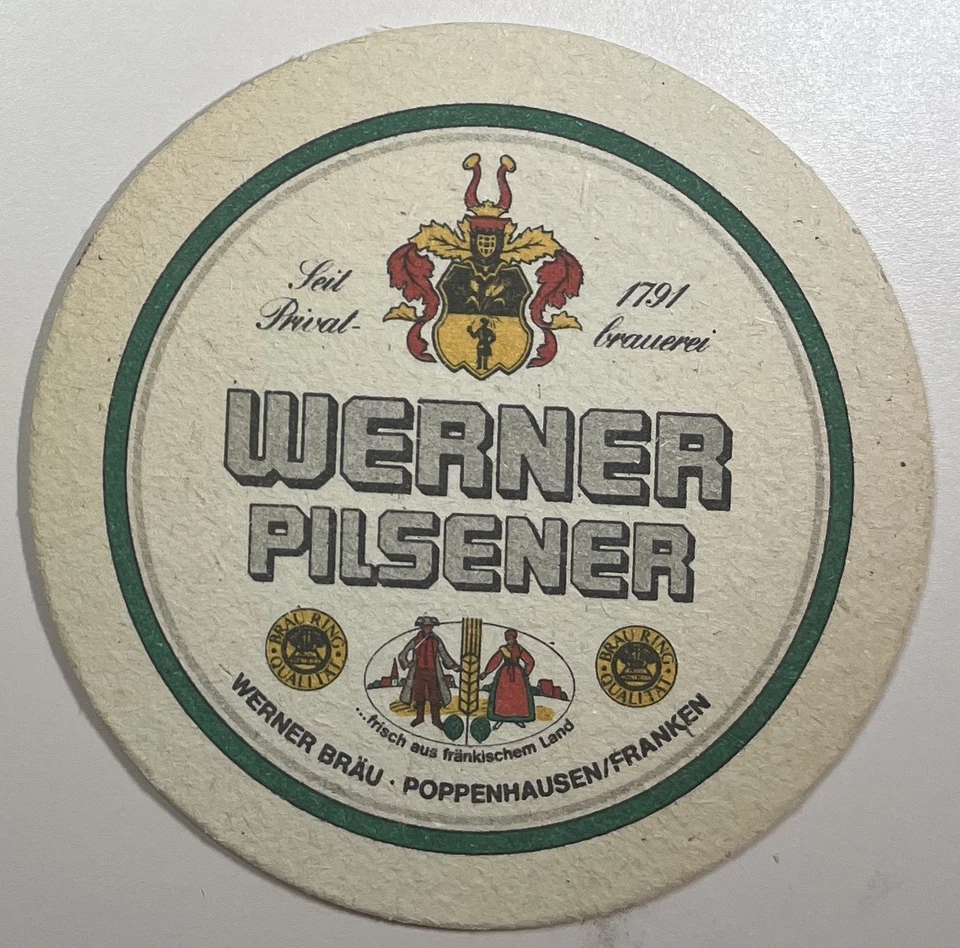 Seit 1791
Privat- brauerei
WERNER
PILSENER
BRÄU RING
QUALITÄT
BRÄU RING
QUALITÄT
...frisch aus fränkischem Land
WERNER BRÄU · POPPENHAUSEN/FRANKEN